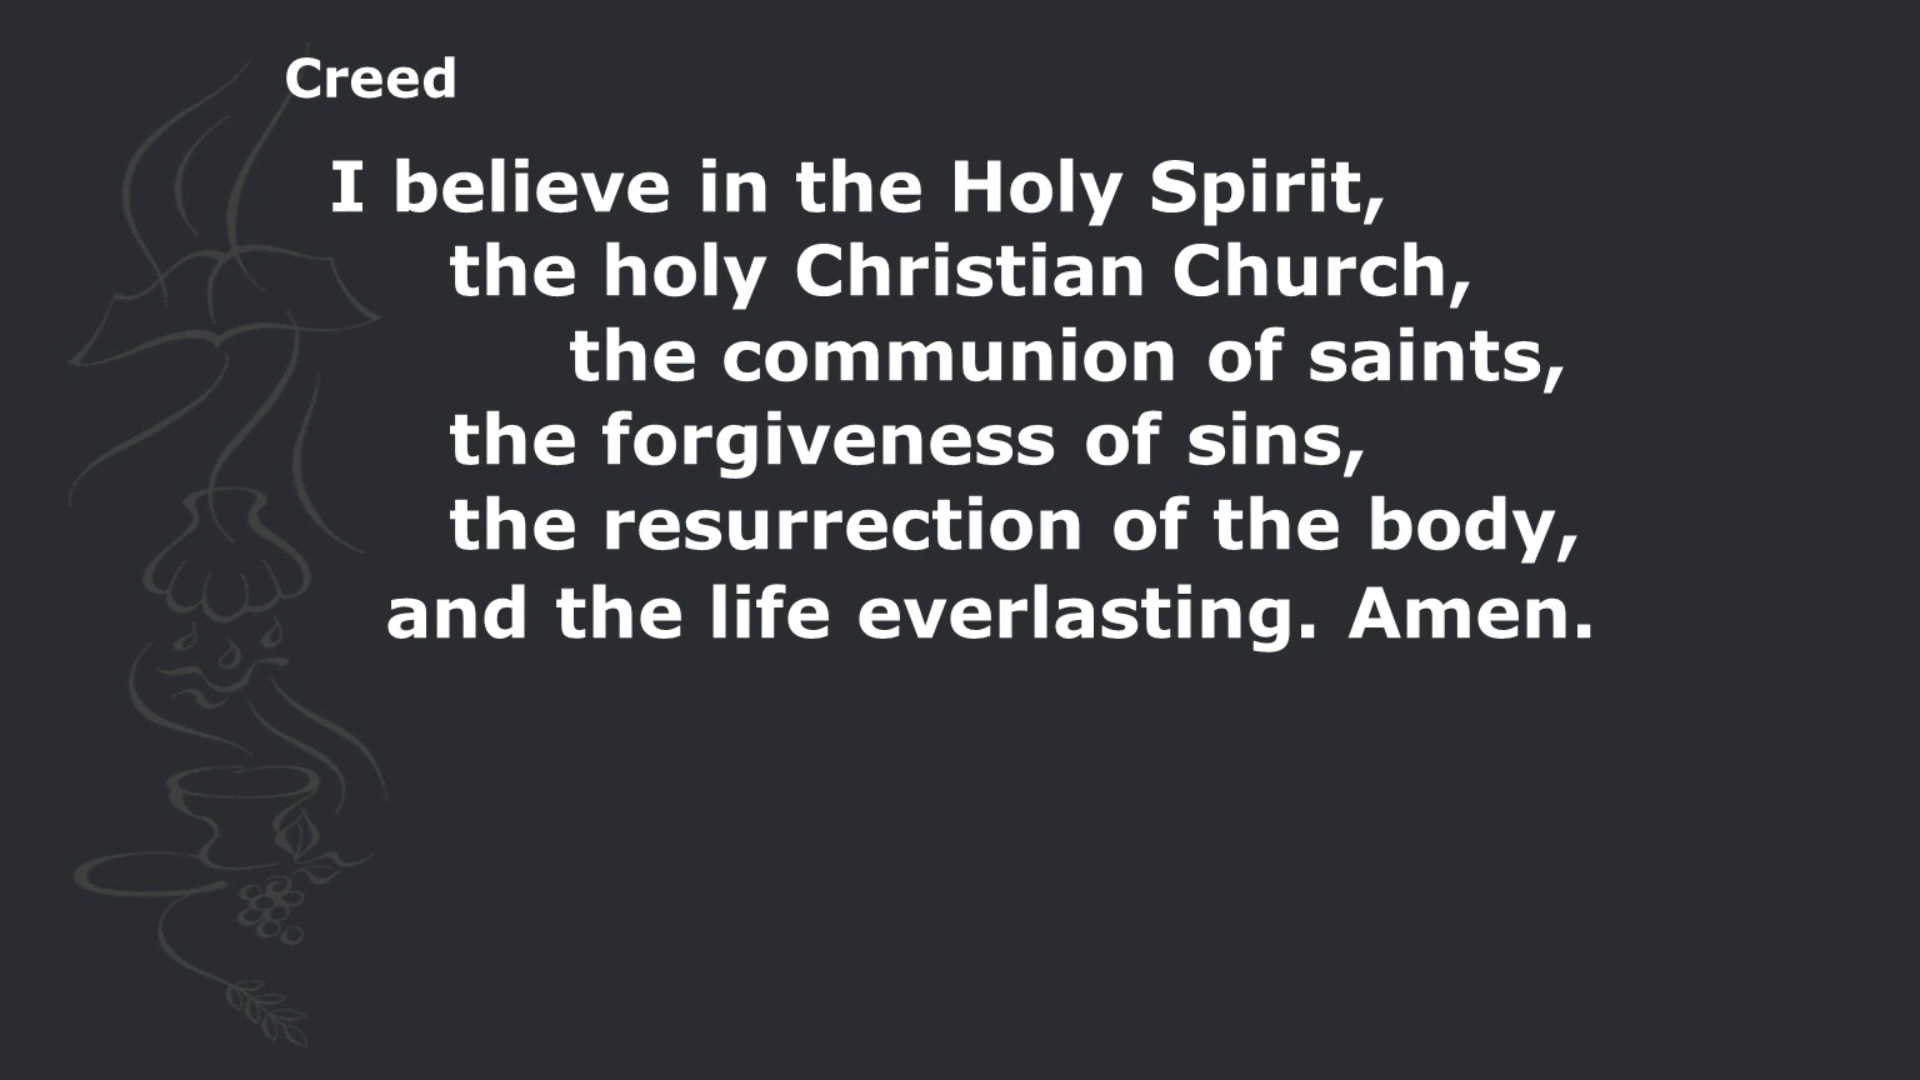 Creed
I believe in the Holy Spirit,
the holy Christian Church,
the communion of saints,
the forgiveness of sins,
the resurrection of the body,
and the life everlasting. Amen.